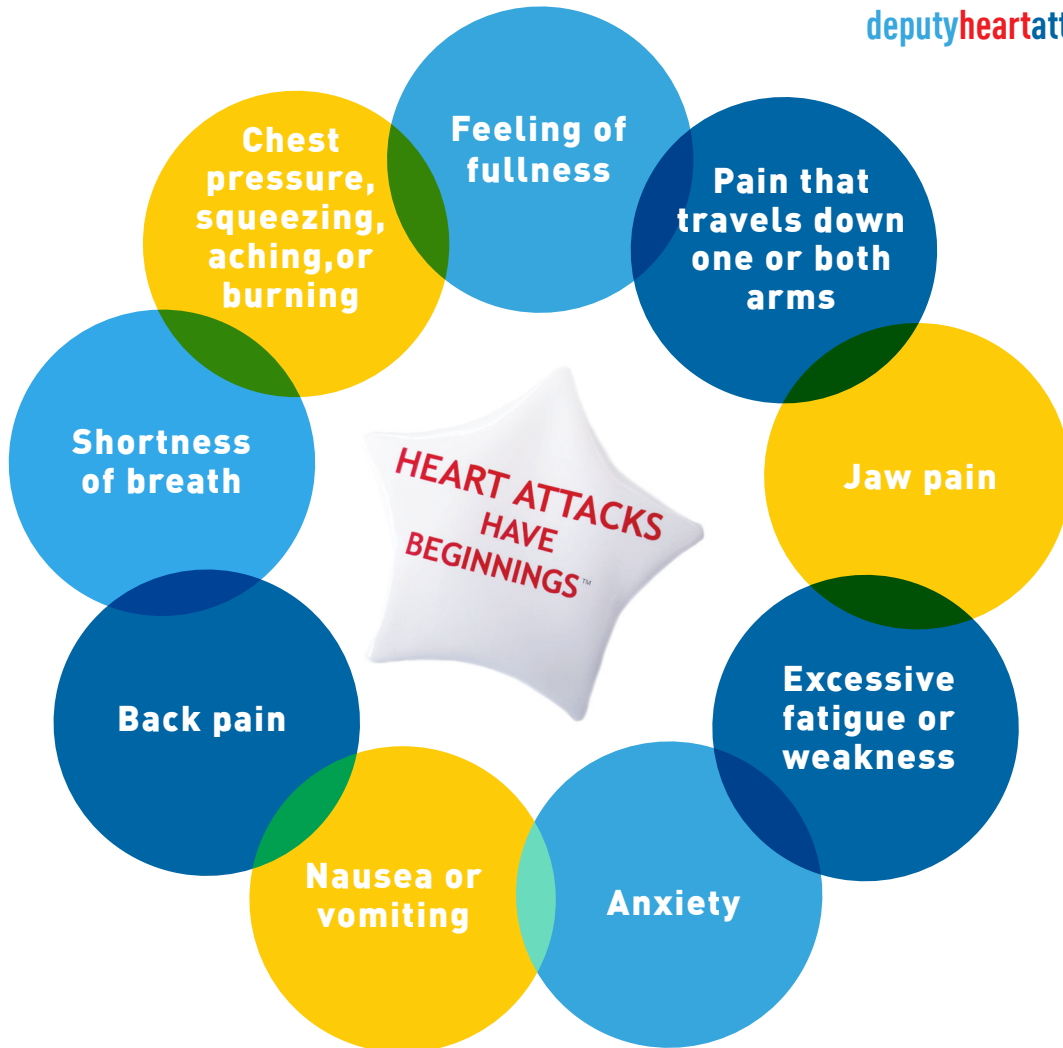 deputyheartatt
Feeling of
fullness
Pain that
travels down
one or both
arms
Jaw pain
Excessive
fatigue or
weakness
Anxiety
Nausea or
vomiting
Back pain
Shortness
of breath
Chest
pressure,
squeezing,
aching,or
burning
HEART ATTACKS
HAVE
BEGINNINGS™